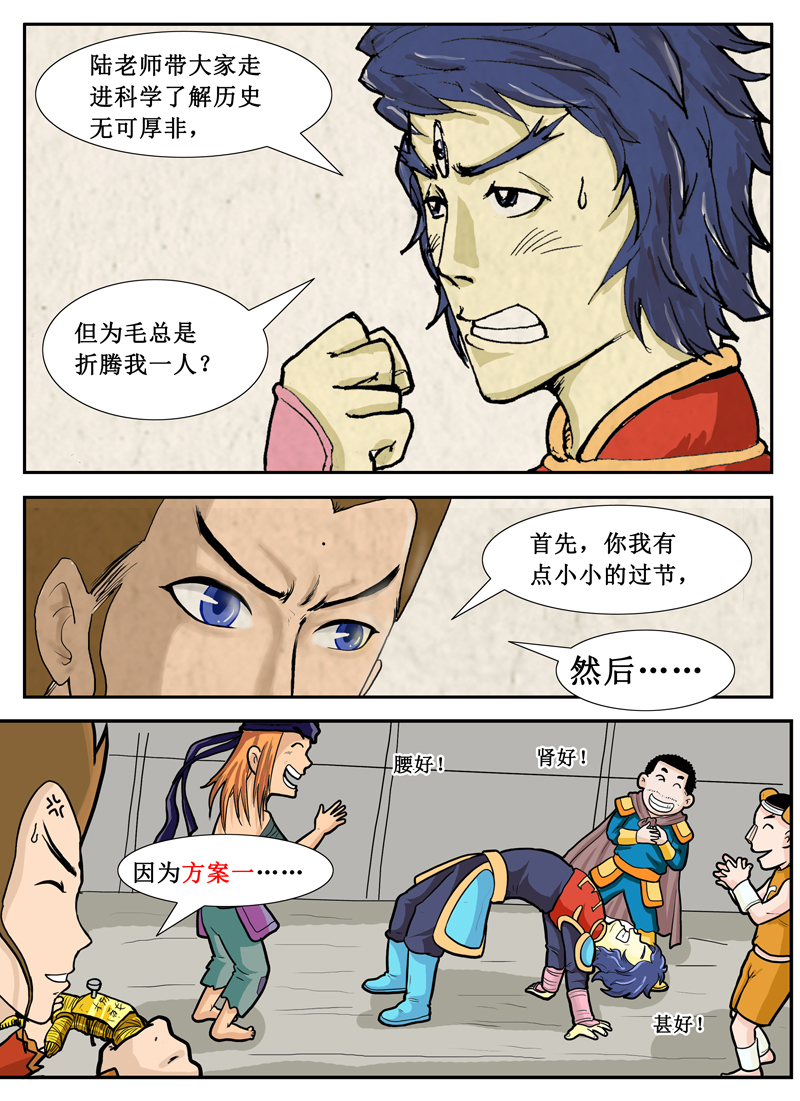 陆老师带大家走
进科学了解历史
无可厚非，
但为毛总是
折腾我一人？
首先，你我有
点小小的过节，
然后……
腰好！
肾好！
因为方案一……
甚好！